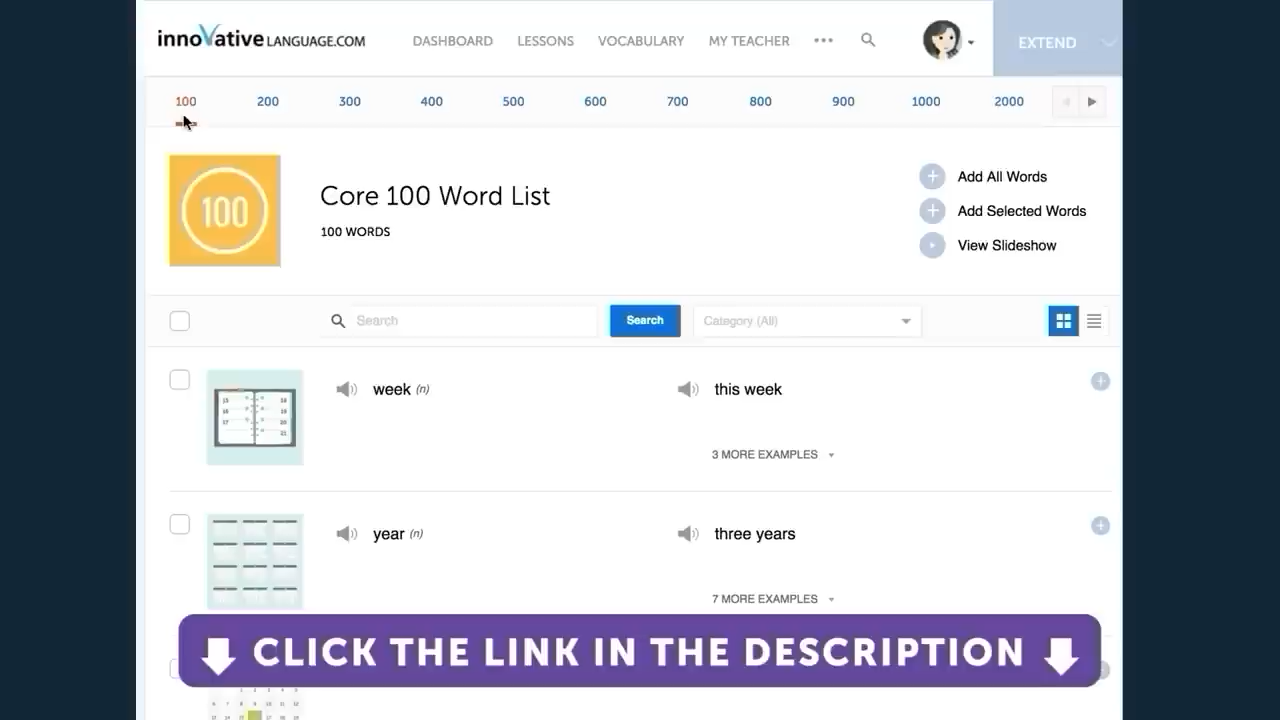 innoVative LANGUAGE.COM
DASHBOARD LESSONS VOCABULARY MY TEACHER
EXTEND
100 200 300 400 500 600 700 800 900 1000 2000
100
Core 100 Word List
100 WORDS
Add All Words
Add Selected Words
View Slideshow
Search
Search
Category (All)
week (n)
this week
3 MORE EXAMPLES
year (n)
three years
7 MORE EXAMPLES
CLICK THE LINK IN THE DESCRIPTION